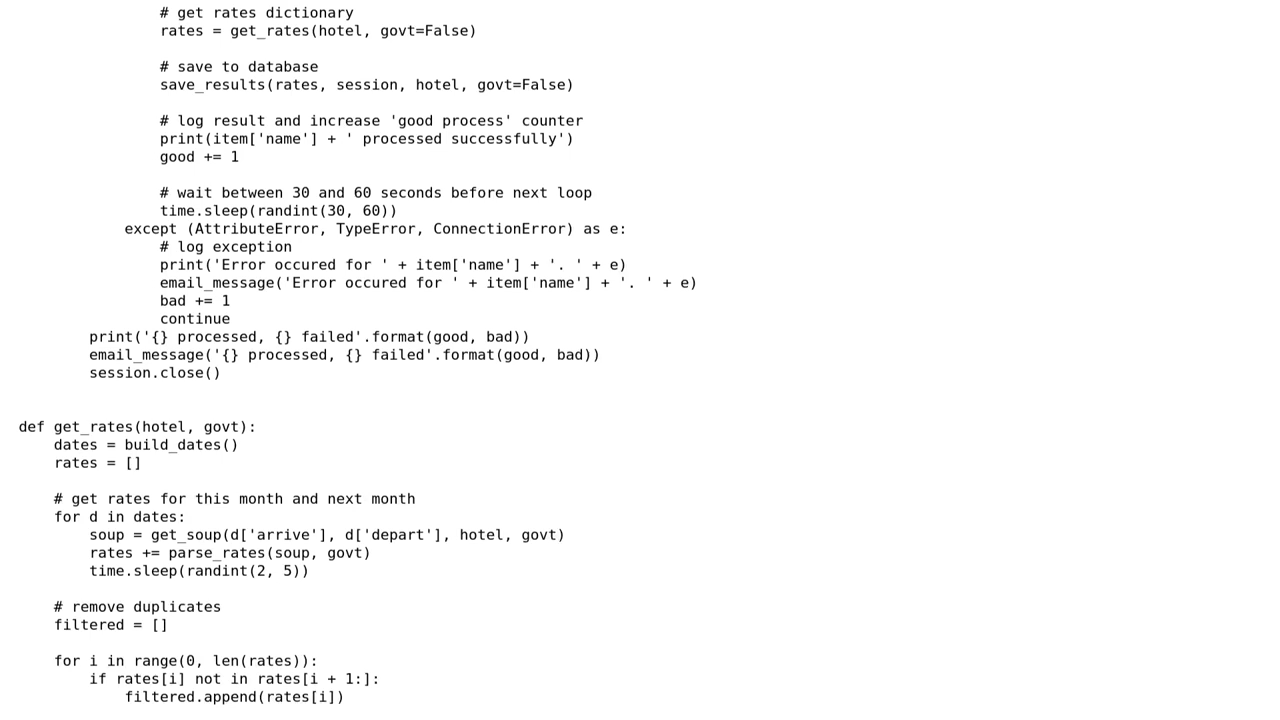 # get rates dictionary
rates = get_rates(hotel, govt=False)
# save to database
save_results(rates, session, hotel, govt=False)
# log result and increase 'good process' counter
print(item['name'] + ' processed successfully')
good += 1
# wait between 30 and 60 seconds before next loop
time.sleep(randint(30, 60))
except (AttributeError, TypeError, ConnectionError) as e:
# log exception
print('Error occured for ' + item['name'] + '. ' + e)
email_message('Error occured for ' + item['name'] + '. ' + e)
bad += 1
continue
print('{} processed, {} failed'.format(good, bad))
email_message('{} processed, {} failed'.format(good, bad))
session.close()
def get_rates(hotel, govt):
dates = build_dates()
rates = []
# get rates for this month and next month
for d in dates:
soup = get_soup(d['arrive'], d['depart'], hotel, govt)
rates += parse_rates(soup, govt)
time.sleep(randint(2, 5))
# remove duplicates
filtered = []
for i in range(0, len(rates)):
if rates[i] not in rates[i + 1:]:
filtered.append(rates[i])